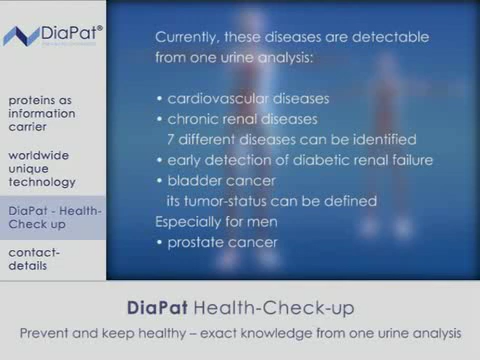 DiaPat®
proteins as
information
carrier
worldwide
unique
technology
DiaPat - Health-
Check up
contact-
details
Currently, these diseases are detectable
from one urine analysis:
• cardiovascular diseases
• chronic renal diseases
7 different diseases can be identified
• early detection of diabetic renal failure
• bladder cancer
its tumor-status can be defined
Especially for men
• prostate cancer
DiaPat Health-Check-up
Prevent and keep healthy – exact knowledge from one urine analysis